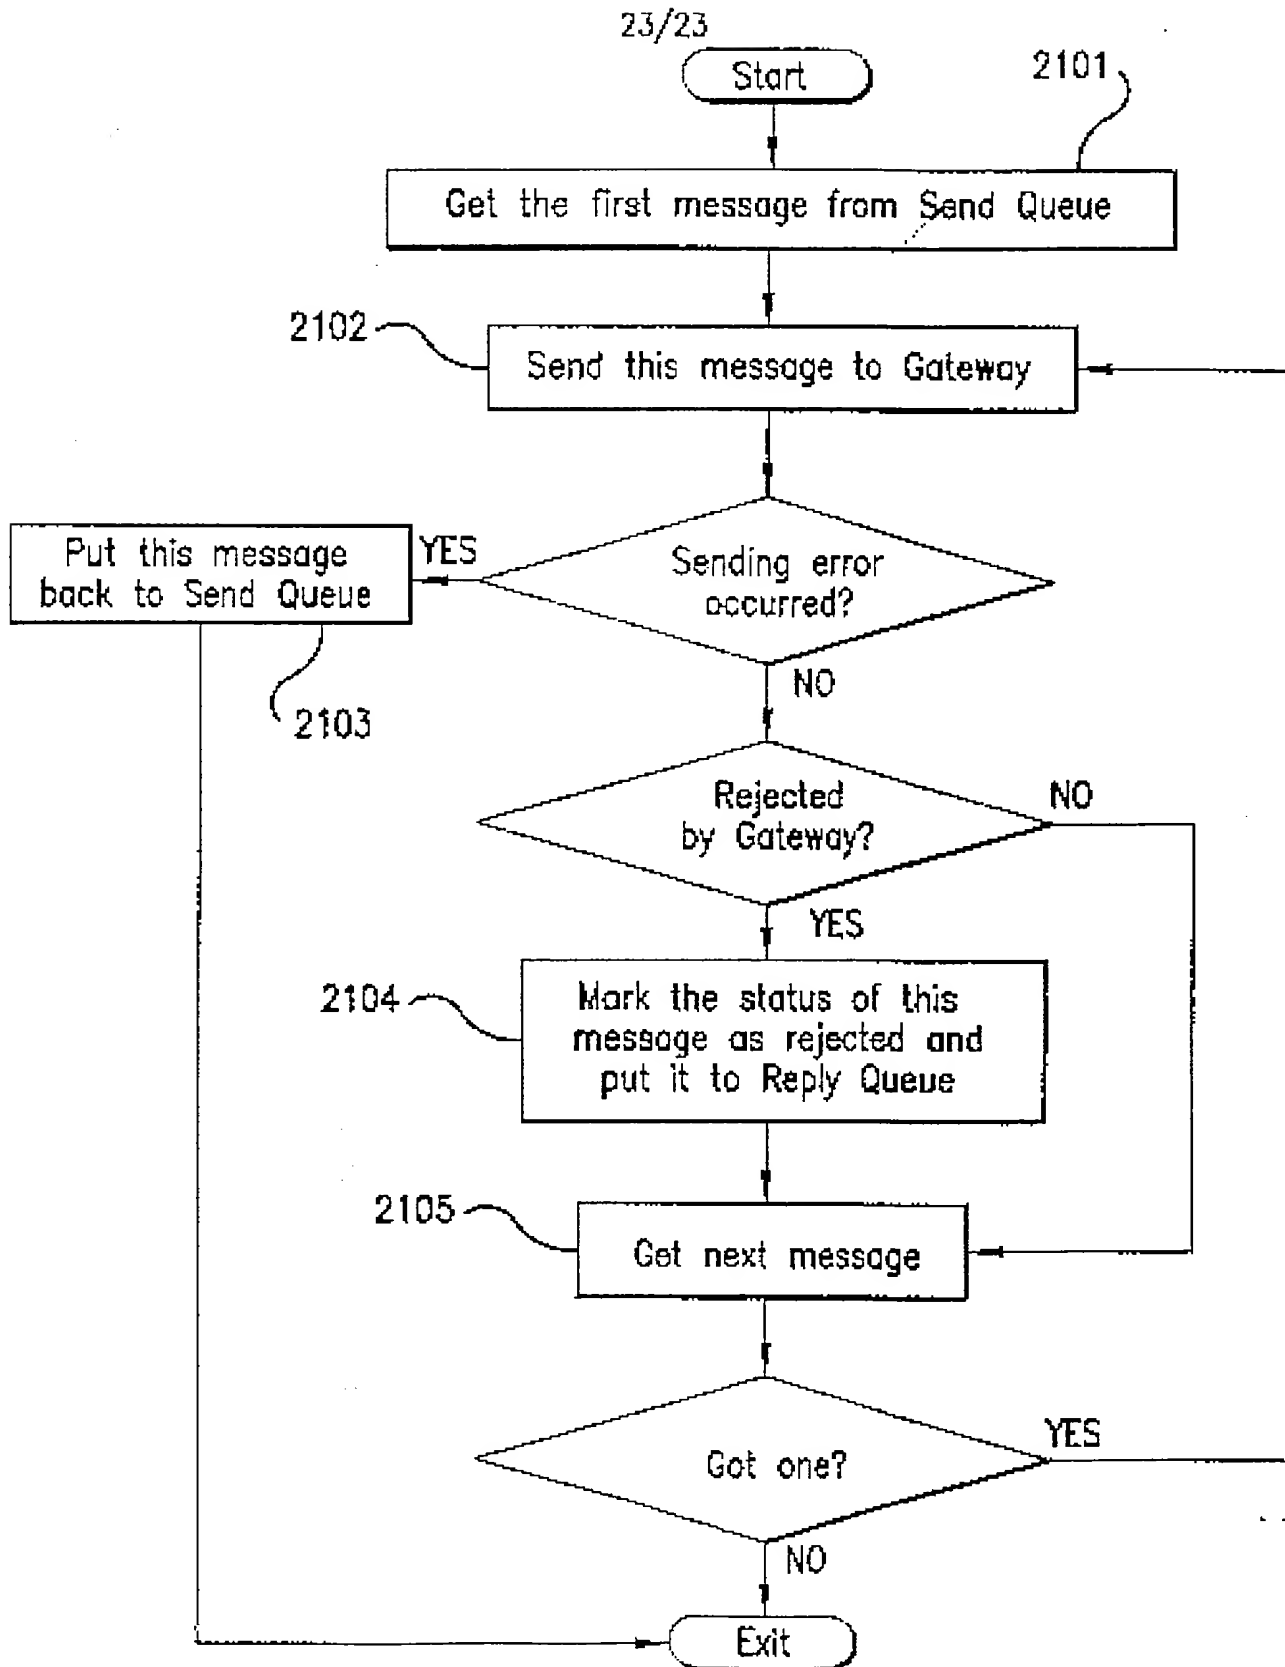 23/23
Start
2101
Get the first message from Send Queue
2102
Send this message to Gateway
Put this message
back to Send Queue
YES
Sending error
occurred?
2103
NO
Rejected
by Gateway?
NO
YES
2104
Mark the status of this
message as rejected and
put it to Reply Queue
2105
Get next message
Got one?
YES
NO
Exit